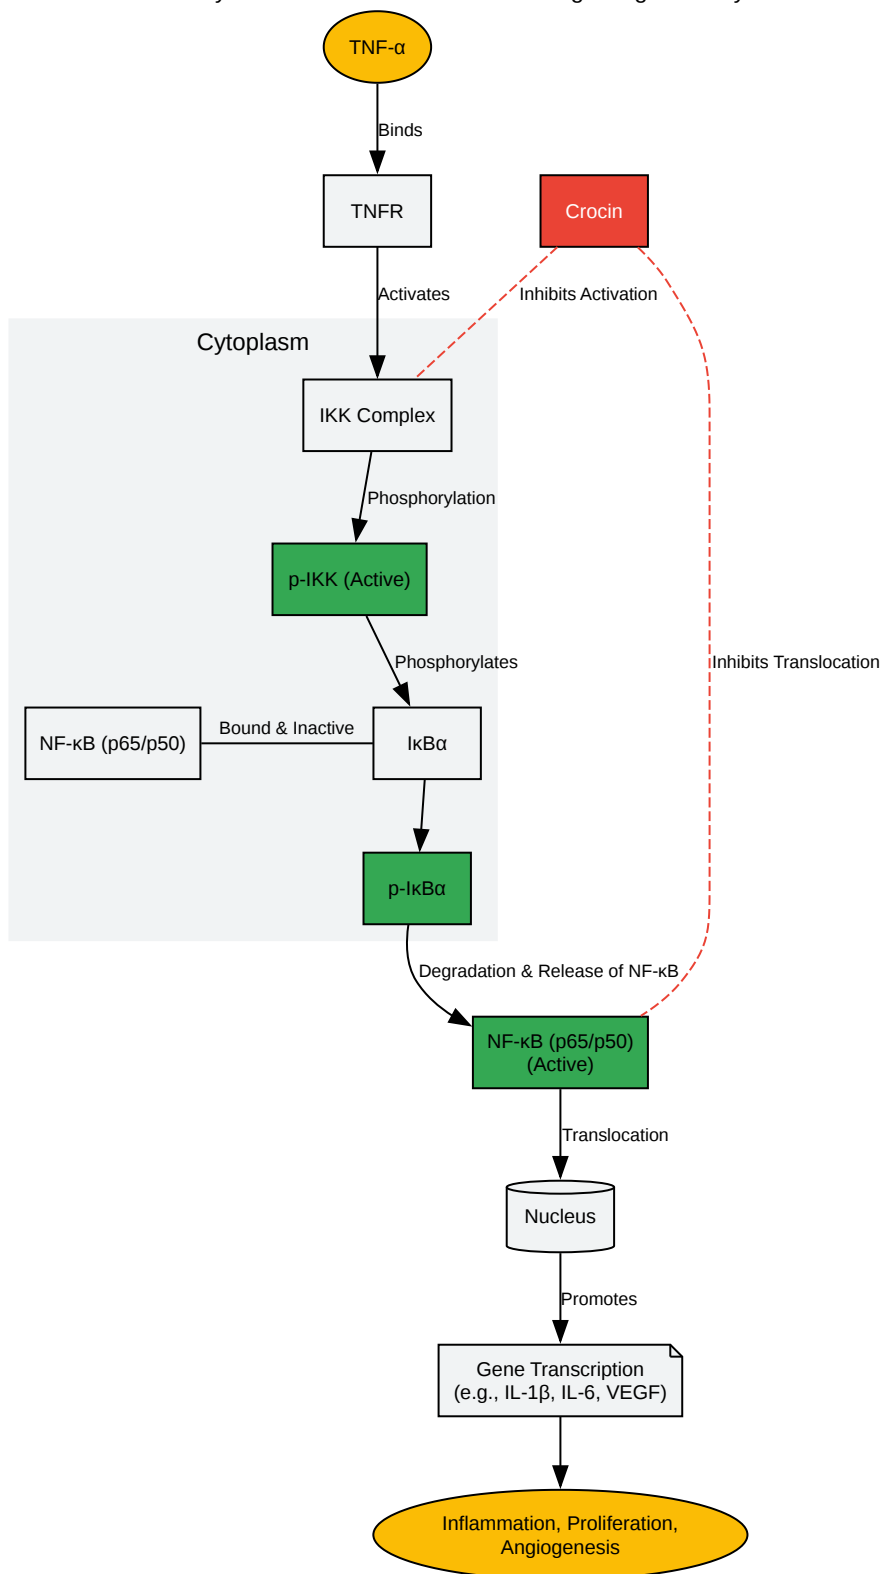 TNF-α
Binds
TNFR
Crocin
Activates
Inhibits Activation
Cytoplasm
IKK Complex
Phosphorylation
p-IKK (Active)
Phosphorylates
Inhibits Translocation
NF-κB (p65/p50)
Bound & Inactive
IκBα
p-IκBα
Degradation & Release of NF-κB
NF-κB (p65/p50)
(Active)
Translocation
Nucleus
Promotes
Gene Transcription
(e.g., IL-1β, IL-6, VEGF)
Inflammation, Proliferation,
Angiogenesis